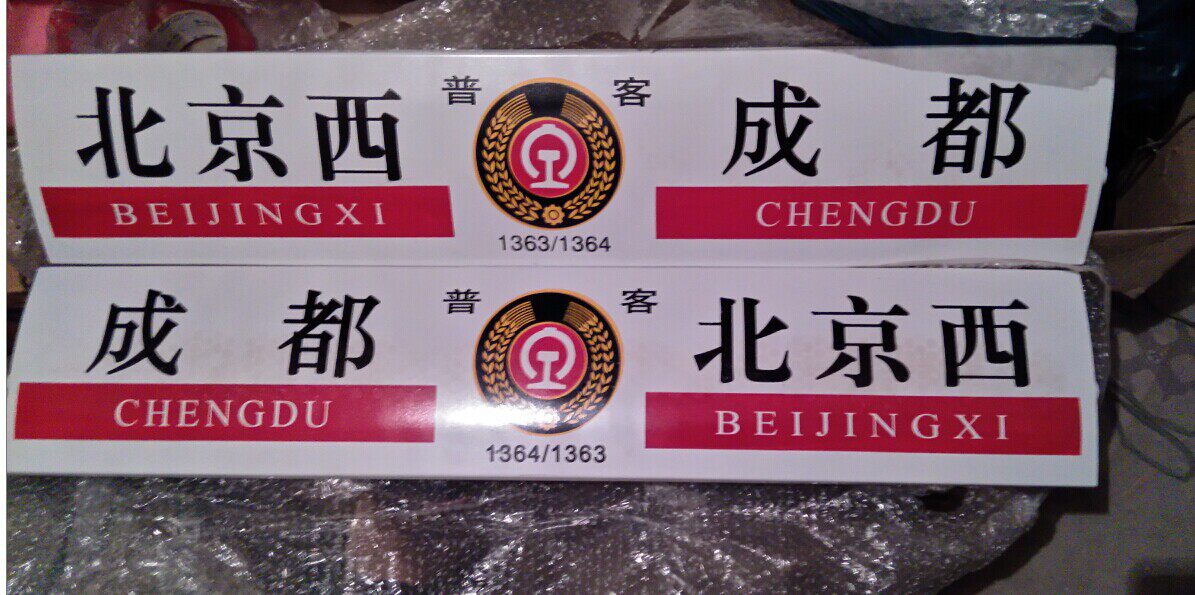 普 客
北京西 成都
BEIJINGXI CHENGDU
1363/1364
普 客
成都 北京西
CHENGDU BEIJINGXI
1364/1363